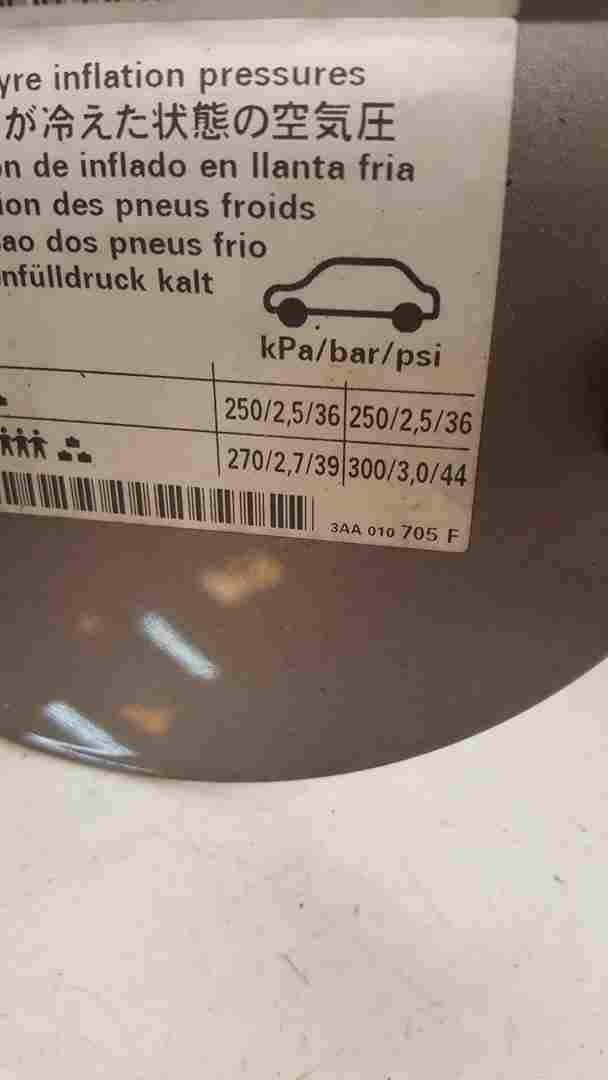 yre inflation pressures
が冷えた状態の空気圧
on de inflado en llanta fria
ion des pneus froids
ao dos pneus frio
nfülldruck kalt
kPa/bar/psi
250/2,5/36 250/2,5/36
270/2,7/39 300/3,0/44
3AA 010 705 F